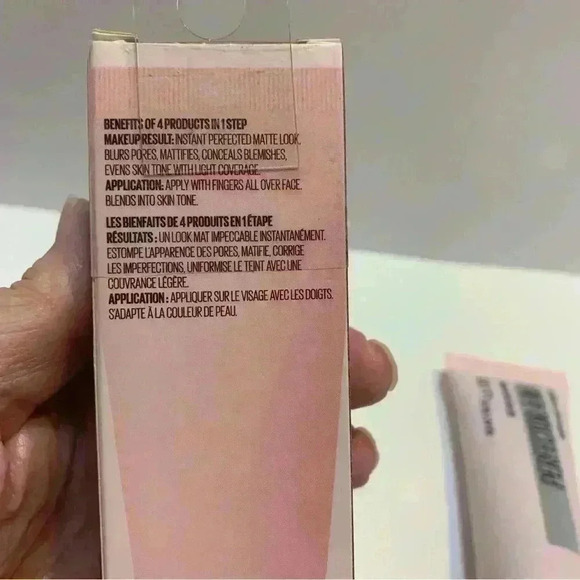 BENEFITS OF 4 PRODUCTS IN 1 STEP
MAKEUP RESULT: INSTANT PERFECTED MATTE LOOK.
BLURS PORES, MATTIFIES, CONCEALS BLEMISHES,
EVENS SKIN TONE WITH LIGHT COVERAGE.
APPLICATION: APPLY WITH FINGERS ALL OVER FACE.
BLENDS INTO SKIN TONE.
LES BIENFAITS DE 4 PRODUITS EN 1 ÉTAPE
RÉSULTATS : UN LOOK MAT IMPECCABLE INSTANTANÉMENT.
ESTOMPE L'APPARENCE DES PORES, MATIFIE, CORRIGE
LES IMPERFECTIONS, UNIFORMISE LE TEINT AVEC UNE
COUVRANCE LÉGÈRE.
APPLICATION : APPLIQUER SUR LE VISAGE AVEC LES DOIGTS.
S'ADAPTE À LA COULEUR DE PEAU.